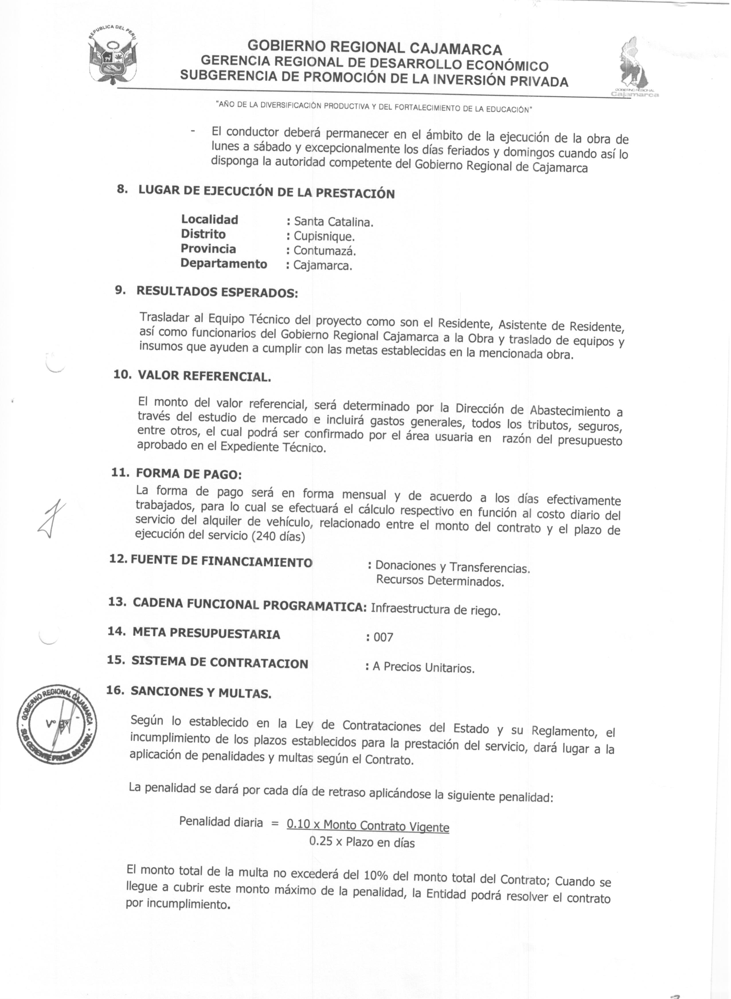 REPUBLICA DEL PERU
GOBIERNO REGIONAL CAJAMARCA
GERENCIA REGIONAL DE DESARROLLO ECONÓMICO
SUBGERENCIA DE PROMOCIÓN DE LA INVERSIÓN PRIVADA
GOBIERNO REGIONAL
Cajamarca
"AÑO DE LA DIVERSIFICACIÓN PRODUCTIVA Y DEL FORTALECIMIENTO DE LA EDUCACIÓN"
- El conductor deberá permanecer en el ámbito de la ejecución de la obra de
lunes a sábado y excepcionalmente los días feriados y domingos cuando así lo
disponga la autoridad competente del Gobierno Regional de Cajamarca
8. LUGAR DE EJECUCIÓN DE LA PRESTACIÓN
Localidad : Santa Catalina.
Distrito : Cupisnique.
Provincia : Contumazá.
Departamento : Cajamarca.
9. RESULTADOS ESPERADOS:
Trasladar al Equipo Técnico del proyecto como son el Residente, Asistente de Residente,
así como funcionarios del Gobierno Regional Cajamarca a la Obra y traslado de equipos y
insumos que ayuden a cumplir con las metas establecidas en la mencionada obra.
10. VALOR REFERENCIAL.
El monto del valor referencial, será determinado por la Dirección de Abastecimiento a
través del estudio de mercado e incluirá gastos generales, todos los tributos, seguros,
entre otros, el cual podrá ser confirmado por el área usuaria en razón del presupuesto
aprobado en el Expediente Técnico.
11. FORMA DE PAGO:
La forma de pago será en forma mensual y de acuerdo a los días efectivamente
trabajados, para lo cual se efectuará el cálculo respectivo en función al costo diario del
servicio del alquiler de vehículo, relacionado entre el monto del contrato y el plazo de
ejecución del servicio (240 días)
12. FUENTE DE FINANCIAMIENTO : Donaciones y Transferencias.
Recursos Determinados.
13. CADENA FUNCIONAL PROGRAMATICA: Infraestructura de riego.
14. META PRESUPUESTARIA : 007
15. SISTEMA DE CONTRATACION : A Precios Unitarios.
16. SANCIONES Y MULTAS.
GOBIERNO REGIONAL CAJAMARCA
Vº Bº
SUB GERENTE PROM. INV. PRIV.
Según lo establecido en la Ley de Contrataciones del Estado y su Reglamento, el
incumplimiento de los plazos establecidos para la prestación del servicio, dará lugar a la
aplicación de penalidades y multas según el Contrato.
La penalidad se dará por cada día de retraso aplicándose la siguiente penalidad:
Penalidad diaria = 0.10 x Monto Contrato Vigente
0.25 x Plazo en días
El monto total de la multa no excederá del 10% del monto total del Contrato; Cuando se
llegue a cubrir este monto máximo de la penalidad, la Entidad podrá resolver el contrato
por incumplimiento.